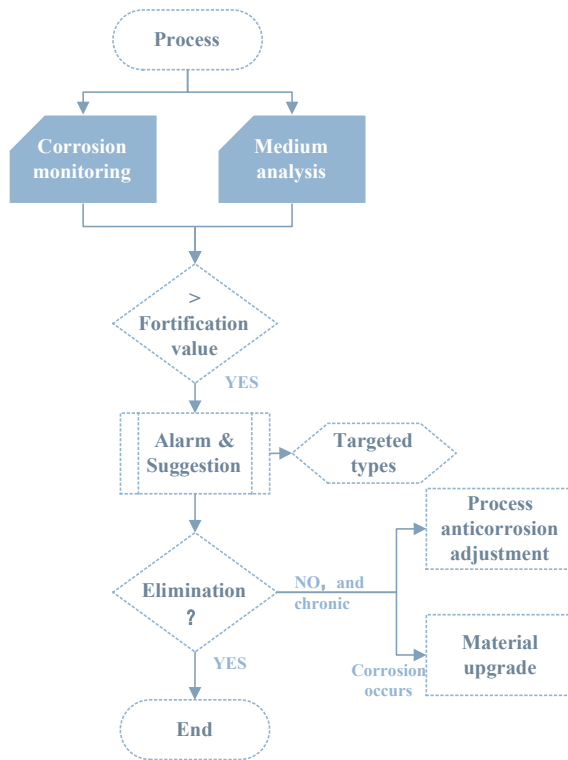 Process
Corrosion
monitoring
Medium
analysis
>
Fortification
value
YES
Alarm &
Suggestion
Targeted
types
Process
anticorrosion
adjustment
Elimination
?
NO, and
chronic
Material
upgrade
YES
Corrosion
occurs
End